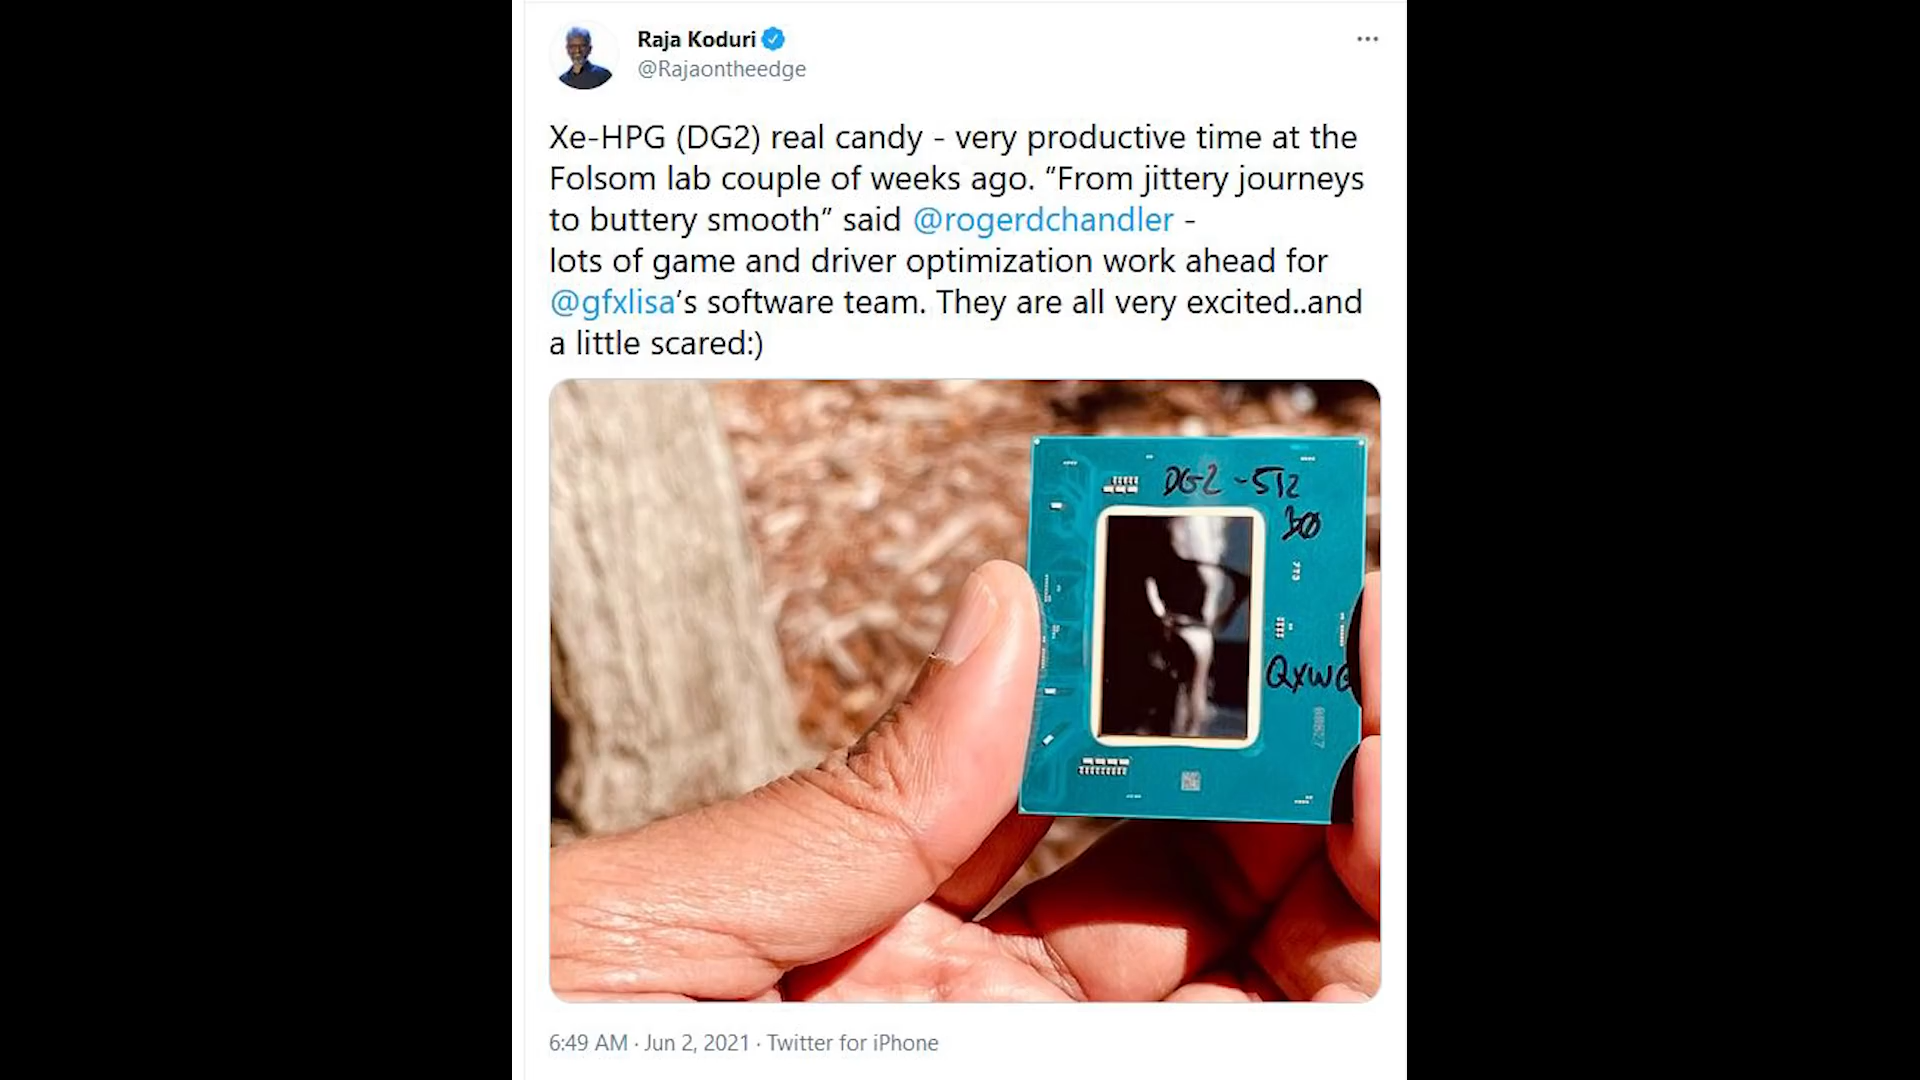 Raja Koduri
@Rajaontheedge
Xe-HPG (DG2) real candy - very productive time at the
Folsom lab couple of weeks ago. “From jittery journeys
to buttery smooth” said @rogerdchandler -
lots of game and driver optimization work ahead for
@gfxlisa’s software team. They are all very excited..and
a little scared:)
DG2-512
QXWG
6:49 AM · Jun 2, 2021 · Twitter for iPhone